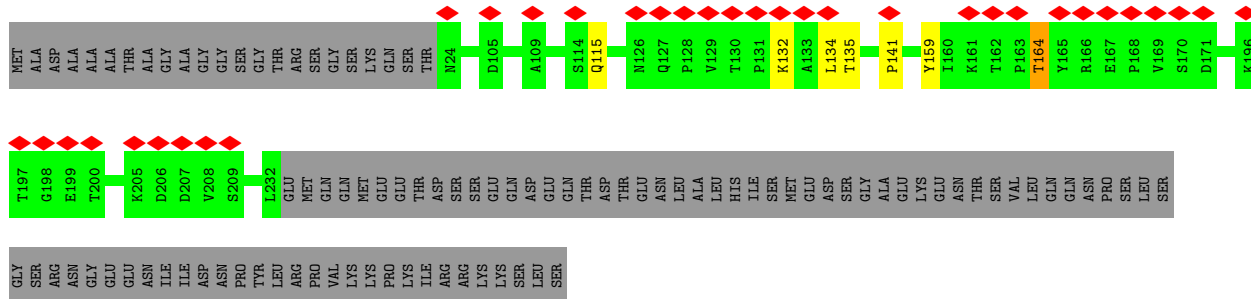 MET ALA ASP ALA ALA ALA ALA THR ALA GLY ALA GLY GLY SER GLY THR ARG SER GLY SER LYS GLN SER THR N24 D105 A109 S114 Q115 N126 Q127 P128 V129 T130 P131 K132 A133 L134 T135 P141 Y159 I160 K161 T162 P163 T164 Y165 R166 E167 P168 V169 S170 D171 K196
T197 G198 E199 T200 K205 D206 D207 V208 S209 L232 GLU MET GLN GLN MET GLU GLU THR ASP SER SER GLU GLN ASP GLU GLN THR ASP THR GLU ASN LEU ALA LEU HIS ILE SER MET GLU ASP SER GLY ALA GLU LYS GLU ASN THR SER VAL LEU GLN GLN ASN PRO SER LEU SER
GLY SER ARG ASN GLY GLU GLU ASN ILE ILE ASP ASN PRO TYR LEU ARG PRO VAL LYS LYS PRO LYS ILE ARG ARG LYS LYS SER LEU SER